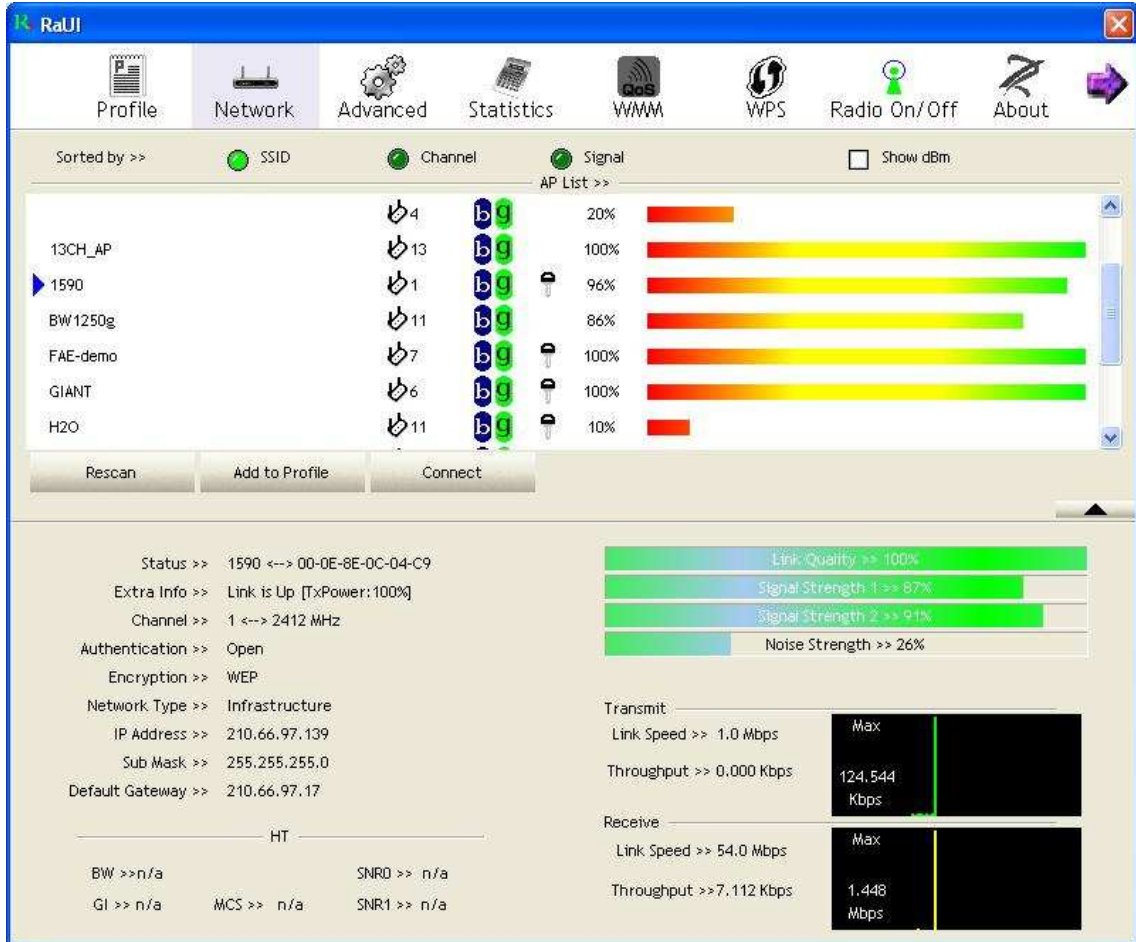 RaUI
Profile Network Advanced Statistics QoS WMM WPS Radio On/Off About
Sorted by >> SSID Channel Signal Show dBm
AP List >>
4 b g 20%
13CH_AP 13 b g 100%
1590 1 b g 96%
BW1250g 11 b g 86%
FAE-demo 7 b g 100%
GIANT 6 b g 100%
H2O 11 b g 10%
Rescan Add to Profile Connect
Status >> 1590 <--> 00-0E-8E-0C-04-C9
Extra Info >> Link is Up [TxPower:100%]
Channel >> 1 <--> 2412 MHz
Authentication >> Open
Encryption >> WEP
Network Type >> Infrastructure
IP Address >> 210.66.97.139
Sub Mask >> 255.255.255.0
Default Gateway >> 210.66.97.17
HT
BW >>n/a SNR0 >> n/a
GI >> n/a MCS >> n/a SNR1 >> n/a
Link Quality >> 100%
Signal Strength 1 >> 87%
Signal Strength 2 >> 91%
Noise Strength >> 26%
Transmit
Link Speed >> 1.0 Mbps
Throughput >> 0.000 Kbps
Max
124.544
Kbps
Receive
Link Speed >> 54.0 Mbps
Throughput >>7.112 Kbps
Max
1.448
Mbps